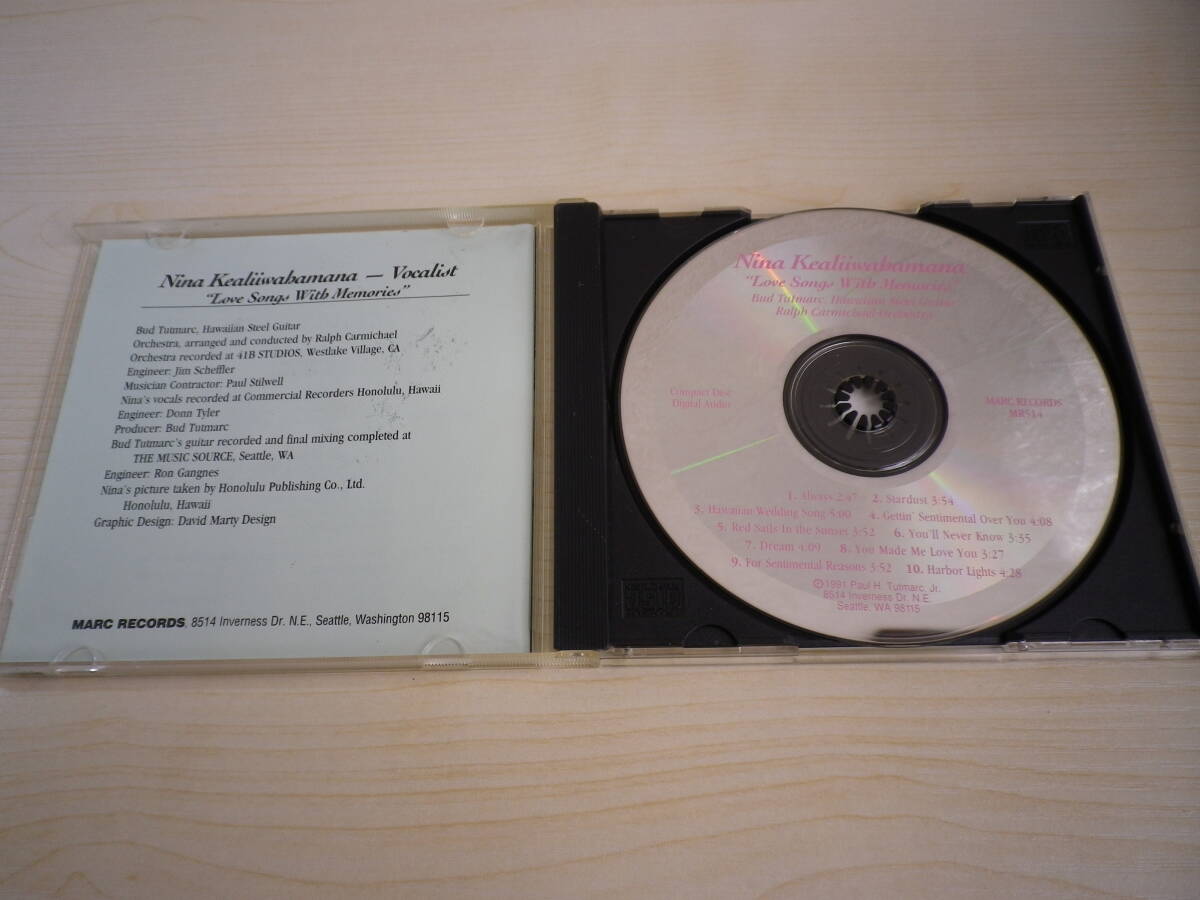 Nina Kealiiwahamana — Vocalist
"Love Songs With Memories"
Bud Tutmarc, Hawaiian Steel Guitar
Orchestra, arranged and conducted by Ralph Carmichael
Orchestra recorded at 41B STUDIOS, Westlake Village, CA
Engineer: Jim Scheffler
Musician Contractor: Paul Stilwell
Nina's vocals recorded at Commercial Recorders Honolulu, Hawaii
Engineer: Donn Tyler
Producer: Bud Tutmarc
Bud Tutmarc's guitar recorded and final mixing completed at
THE MUSIC SOURCE, Seattle, WA
Engineer: Ron Gangnes
Nina's picture taken by Honolulu Publishing Co., Ltd.
Honolulu, Hawaii
Graphic Design: David Marty Design
MARC RECORDS, 8514 Inverness Dr. N.E., Seattle, Washington 98115
Nina Kealiiwahamana
"Love Songs With Memories"
Bud Tutmarc, Hawaiian Steel Guitar
Ralph Carmichael Orchestra
Compact Disc
Digital Audio
MARC RECORDS
MR514
1. Always 2:47 2. Stardust 3:54
3. Hawaiian Wedding Song 3:00 4. Gettin' Sentimental Over You 4:08
5. Red Sails In the Sunset 3:52 6. You'll Never Know 3:35
7. Dream 4:09 8. You Made Me Love You 3:27
9. For Sentimental Reasons 3:52 10. Harbor Lights 4:28
©1991 Paul H. Tutmarc, Jr.
8514 Inverness Dr. N.E.
Seattle, WA 98115